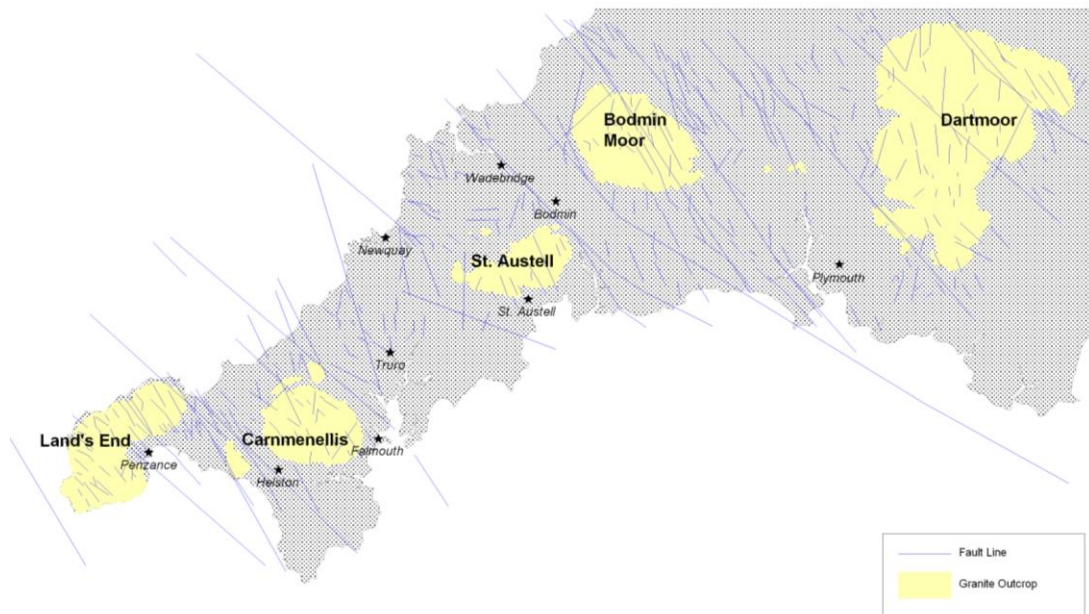 Bodmin
Moor
Dartmoor
Wadebridge
Bodmin
Newquay
St. Austell
Plymouth
St. Austell
Truro
Land's End
Carnmenellis
Penzance
Falmouth
Helston
Fault Line
Granite Outcrop